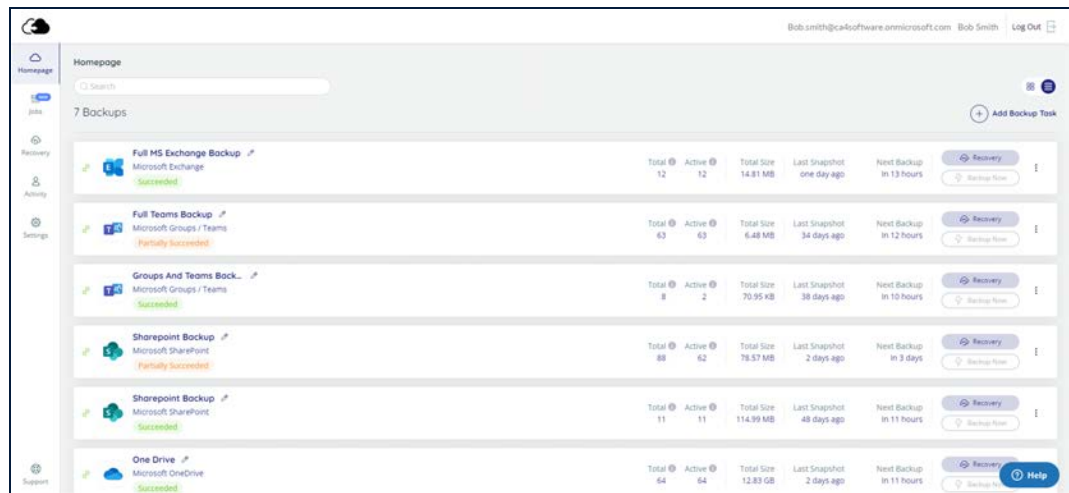 Bob.smith@ca4software.onmicrosoft.com Bob Smith Log Out
Homepage
Homepage
Search
Jobs
7 Backups
Add Backup Task
Recovery
Activity
Settings
Support
Full MS Exchange Backup
Microsoft Exchange
Succeeded
Total Active Total Size Last Snapshot Next Backup
12 12 14.81 MB one day ago In 13 hours
Recovery
Backup Now
Full Teams Backup
Microsoft Groups / Teams
Partially Succeeded
Total Active Total Size Last Snapshot Next Backup
63 63 6.48 MB 34 days ago In 12 hours
Recovery
Backup Now
Groups And Teams Back...
Microsoft Groups / Teams
Succeeded
Total Active Total Size Last Snapshot Next Backup
8 2 70.95 KB 38 days ago In 10 hours
Recovery
Backup Now
Sharepoint Backup
Microsoft SharePoint
Partially Succeeded
Total Active Total Size Last Snapshot Next Backup
88 62 78.57 MB 2 days ago In 3 days
Recovery
Backup Now
Sharepoint Backup
Microsoft SharePoint
Succeeded
Total Active Total Size Last Snapshot Next Backup
11 11 114.99 MB 48 days ago In 11 hours
Recovery
Backup Now
One Drive
Microsoft OneDrive
Succeeded
Total Active Total Size Last Snapshot Next Backup
64 64 12.83 GB 2 days ago In 11 hours
Recovery
Backup
Help